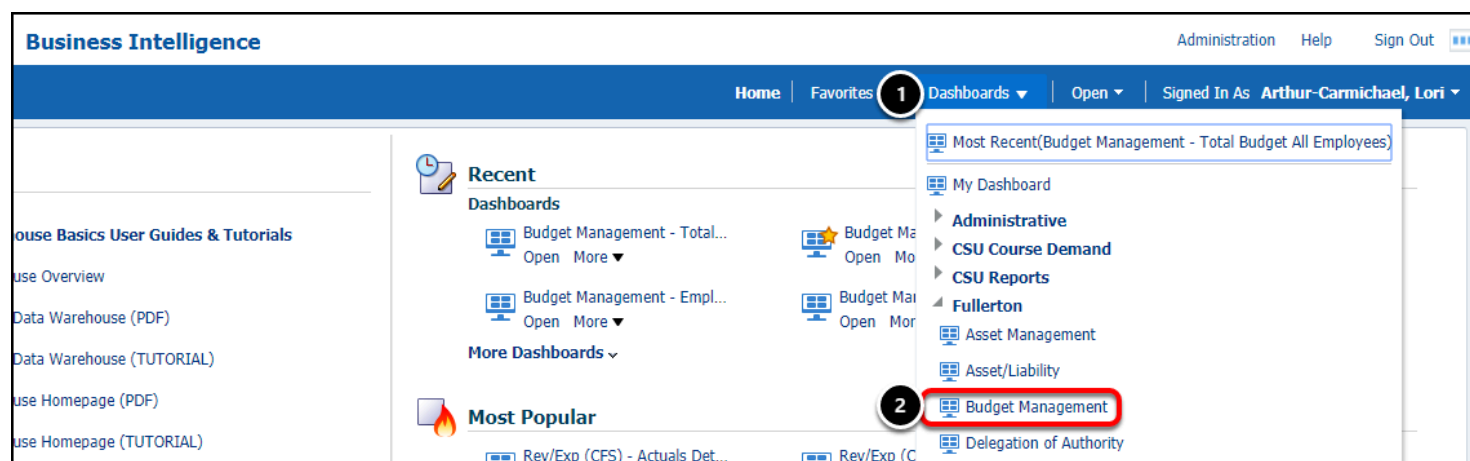 Business Intelligence
Administration Help Sign Out
Home Favorites 1 Dashboards Open Signed In As Arthur-Carmichael, Lori
ouse Basics User Guides & Tutorials
use Overview
Data Warehouse (PDF)
Data Warehouse (TUTORIAL)
use Homepage (PDF)
use Homepage (TUTORIAL)
Recent
Dashboards
Budget Management - Total...
Open More
Budget Ma
Open Mo
Budget Management - Empl...
Open More
Budget Mar
Open Mor
More Dashboards
Most Popular
Rev/Exp (CFS) - Actuals Det...
Rev/Exp (C
Most Recent(Budget Management - Total Budget All Employees)
My Dashboard
Administrative
CSU Course Demand
CSU Reports
Fullerton
Asset Management
Asset/Liability
2 Budget Management
Delegation of Authority